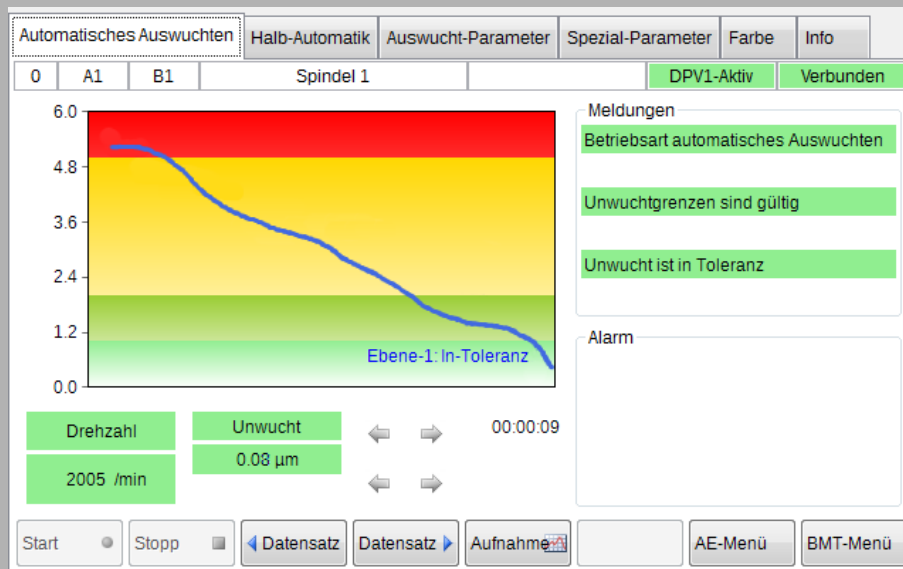 Automatisches Auswuchten Halb-Automatik Auswucht-Parameter Spezial-Parameter Farbe Info
0 A1 B1 Spindel 1 DPV1-Aktiv Verbunden
6.0
4.8
3.6
2.4
1.2
0.0
Ebene-1: In-Toleranz
Meldungen
Betriebsart automatisches Auswuchten
Unwuchtgrenzen sind gültig
Unwucht ist in Toleranz
Alarm
Drehzahl
2005 /min
Unwucht
0.08 µm
00:00:09
Start Stopp Datensatz Datensatz Aufnahme AE-Menü BMT-Menü